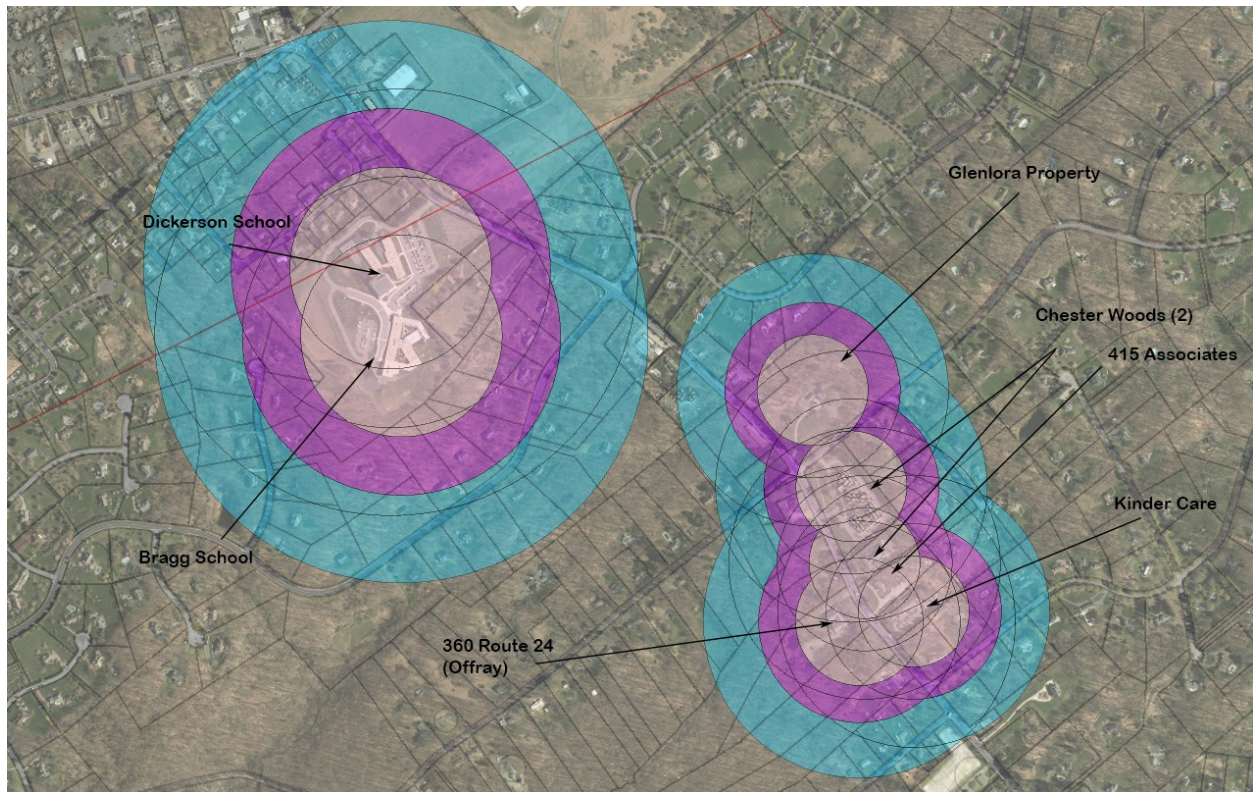 Glenlora Property
Dickerson School
Chester Woods (2)
415 Associates
Kinder Care
Bragg School
360 Route 24
(Offray)